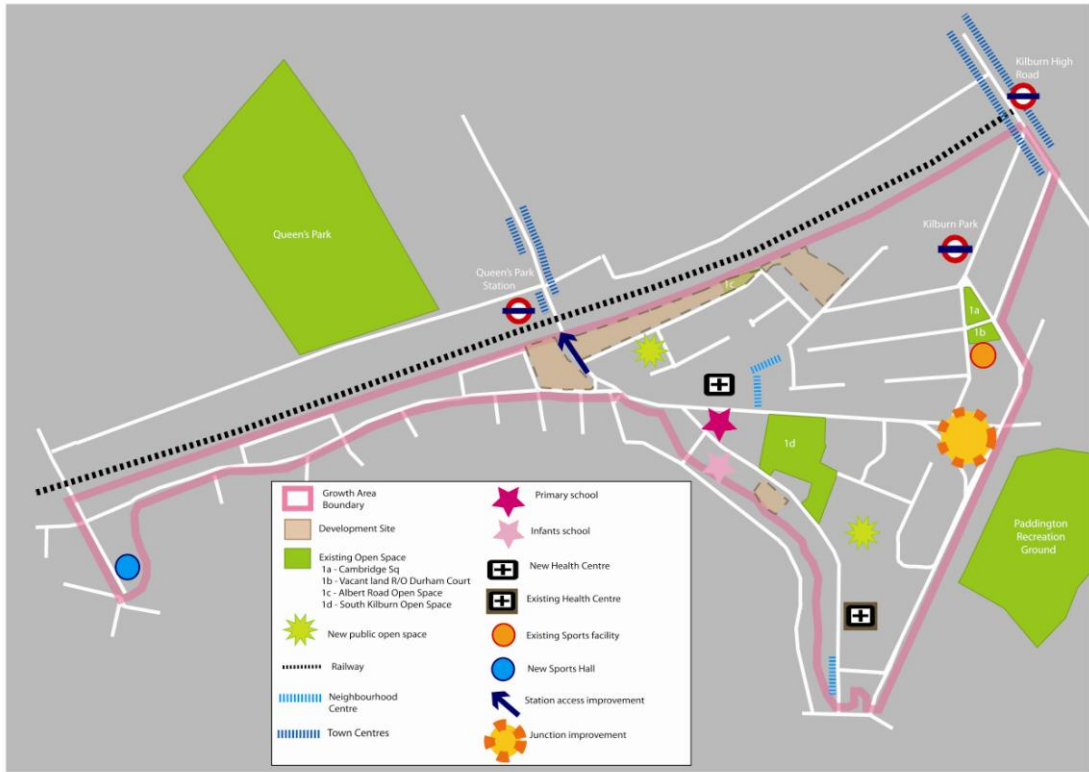 Kilburn High
Road
Queen's Park
Kilburn Park
Queen's Park
Station
1c
1a
1b
1d
Paddington
Recreation
Ground
Growth Area
Boundary
Development Site
Existing Open Space
1a - Cambridge Sq
1b - Vacant land R/O Durham Court
1c - Albert Road Open Space
1d - South Kilburn Open Space
New public open space
Railway
Neighbourhood
Centre
Town Centres
Primary school
Infants school
New Health Centre
Existing Health Centre
Existing Sports facility
New Sports Hall
Station access improvement
Junction improvement